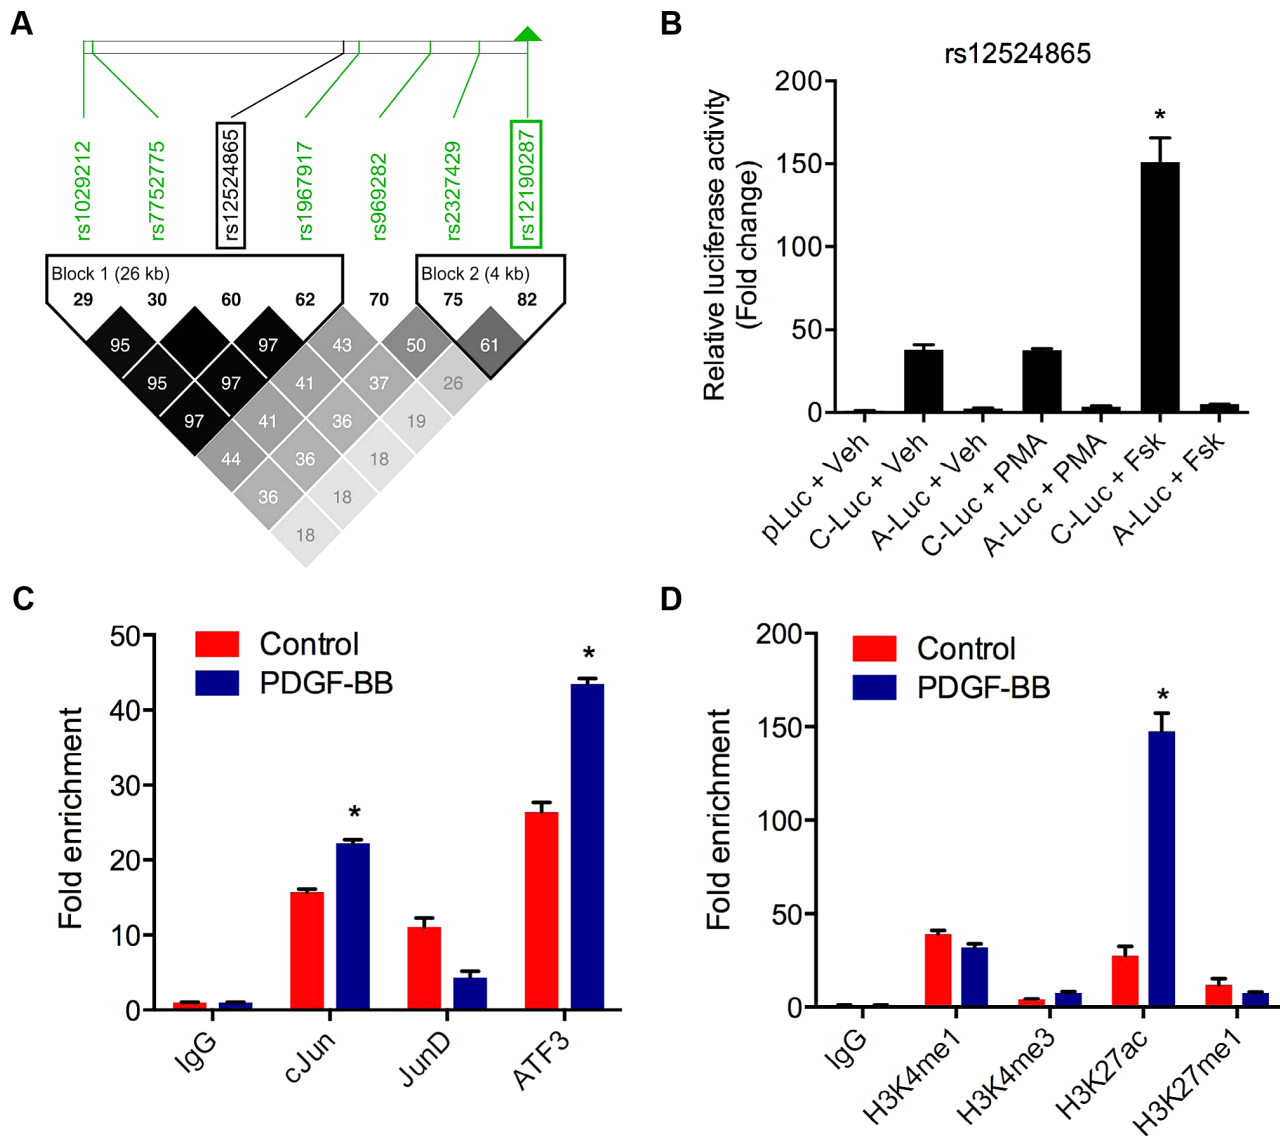 A
rs1029212
rs7752775
rs12524865
rs1967917
rs969282
rs2327429
rs12190287
Block 1 (26 kb)
Block 2 (4 kb)
29 30 60 62 70 75 82
95 97 43 50 61
95 97 41 37 26
97 41 36 19
44 36 18
36 18
18
B
rs12524865
Relative luciferase activity
(Fold change)
200
150
100
50
0
*
pLuc + Veh
C-Luc + Veh
A-Luc + Veh
C-Luc + PMA
A-Luc + PMA
C-Luc + Fsk
A-Luc + Fsk
C
Control
PDGF-BB
Fold enrichment
50
40
30
20
10
0
*
*
IgG
cJun
JunD
ATF3
D
Control
PDGF-BB
Fold enrichment
200
150
100
50
0
*
IgG
H3K4me1
H3K4me3
H3K27ac
H3K27me1